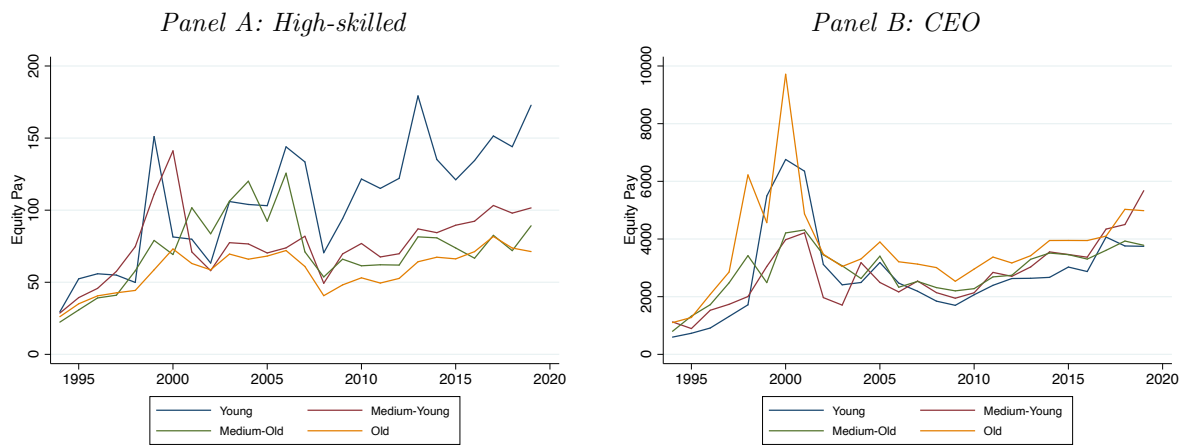 Panel A: High-skilled
Equity Pay
200
150
100
50
0
1995 2000 2005 2010 2015 2020
Young Medium-Young
Medium-Old Old
Panel B: CEO
Equity Pay
10000
8000
6000
4000
2000
0
1995 2000 2005 2010 2015 2020
Young Medium-Young
Medium-Old Old